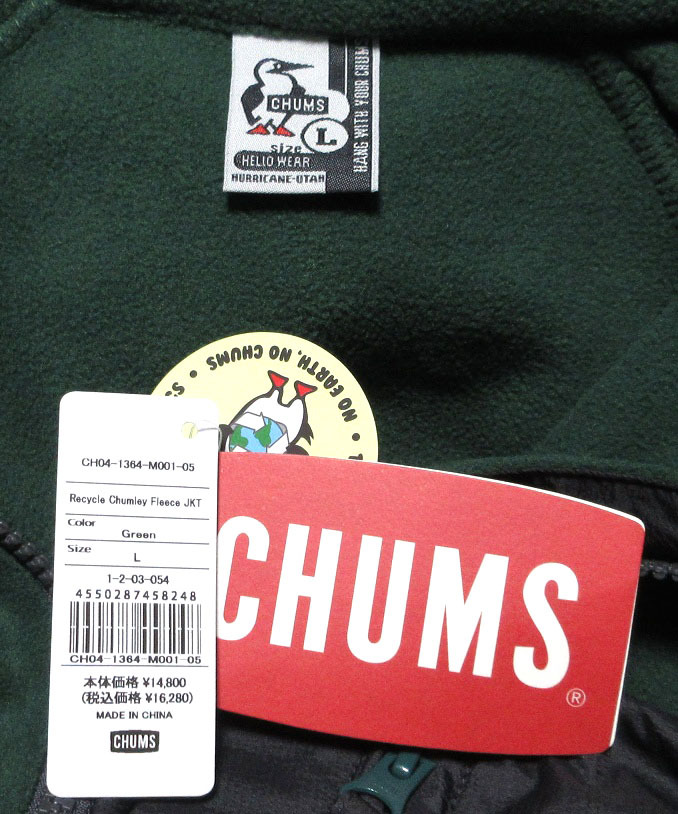 CHUMS
size L
HELLO WEAR
HURRICANE-UTAH
HANG WITH YOUR CHUMS
• NO EARTH, NO CHUMS •
CH04-1364-M001-05
Recycle Chumley Fleece JKT
Color
Green
Size
L
1-2-03-054
4550287458248
CH04-1364-M001-05
本体価格 ¥14,800
(税込価格 ¥16,280)
MADE IN CHINA
CHUMS
CHUMS®